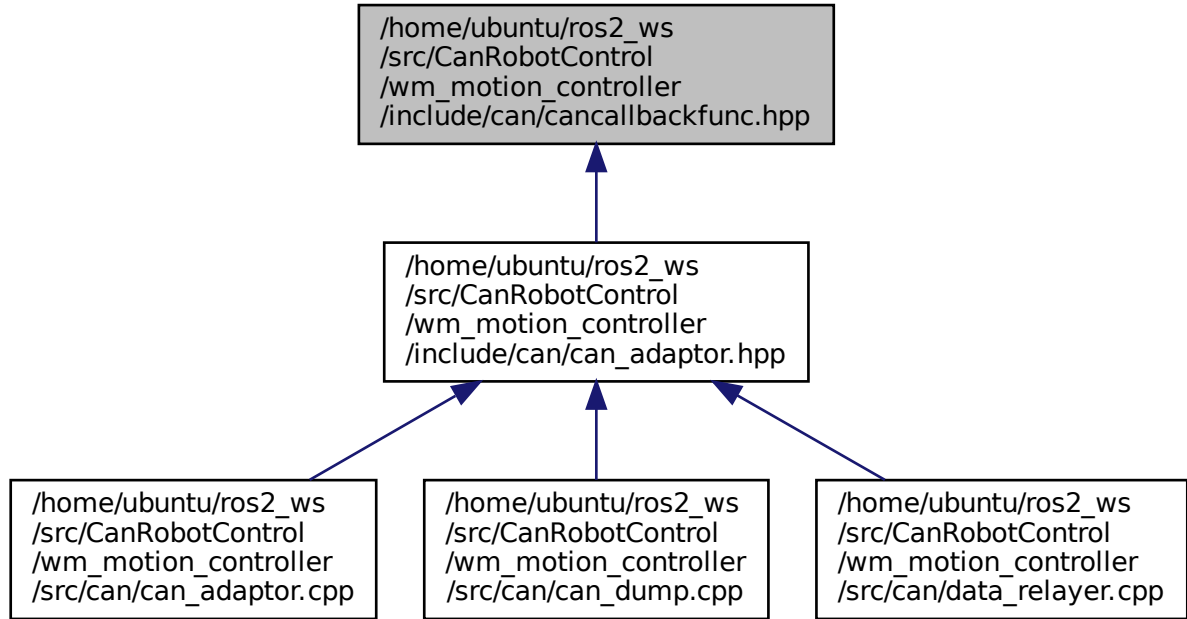 /home/ubuntu/ros2_ws
/src/CanRobotControl
/wm_motion_controller
/include/can/cancallbackfunc.hpp
/home/ubuntu/ros2_ws
/src/CanRobotControl
/wm_motion_controller
/include/can/can_adaptor.hpp
/home/ubuntu/ros2_ws
/src/CanRobotControl
/wm_motion_controller
/src/can/can_adaptor.cpp
/home/ubuntu/ros2_ws
/src/CanRobotControl
/wm_motion_controller
/src/can/can_dump.cpp
/home/ubuntu/ros2_ws
/src/CanRobotControl
/wm_motion_controller
/src/can/data_relayer.cpp